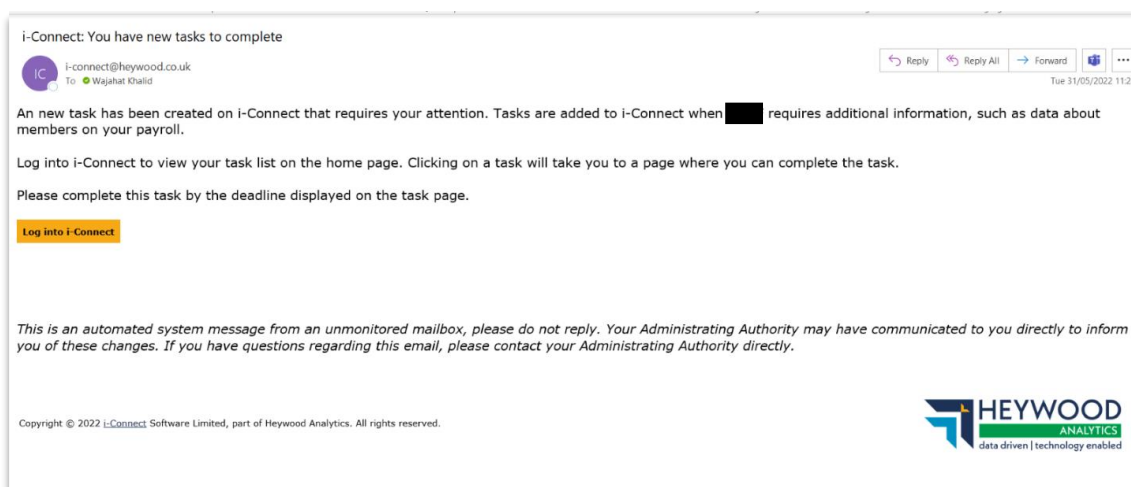 i-Connect: You have new tasks to complete
IC
i-connect@heywood.co.uk
To Wajahat Khalid
Reply
Reply All
Forward
Tue 31/05/2022 11:2
An new task has been created on i-Connect that requires your attention. Tasks are added to i-Connect when requires additional information, such as data about
members on your payroll.
Log into i-Connect to view your task list on the home page. Clicking on a task will take you to a page where you can complete the task.
Please complete this task by the deadline displayed on the task page.
Log into i-Connect
This is an automated system message from an unmonitored mailbox, please do not reply. Your Administrating Authority may have communicated to you directly to inform
you of these changes. If you have questions regarding this email, please contact your Administrating Authority directly.
Copyright © 2022 i-Connect Software Limited, part of Heywood Analytics. All rights reserved.
HEYWOOD
ANALYTICS
data driven | technology enabled